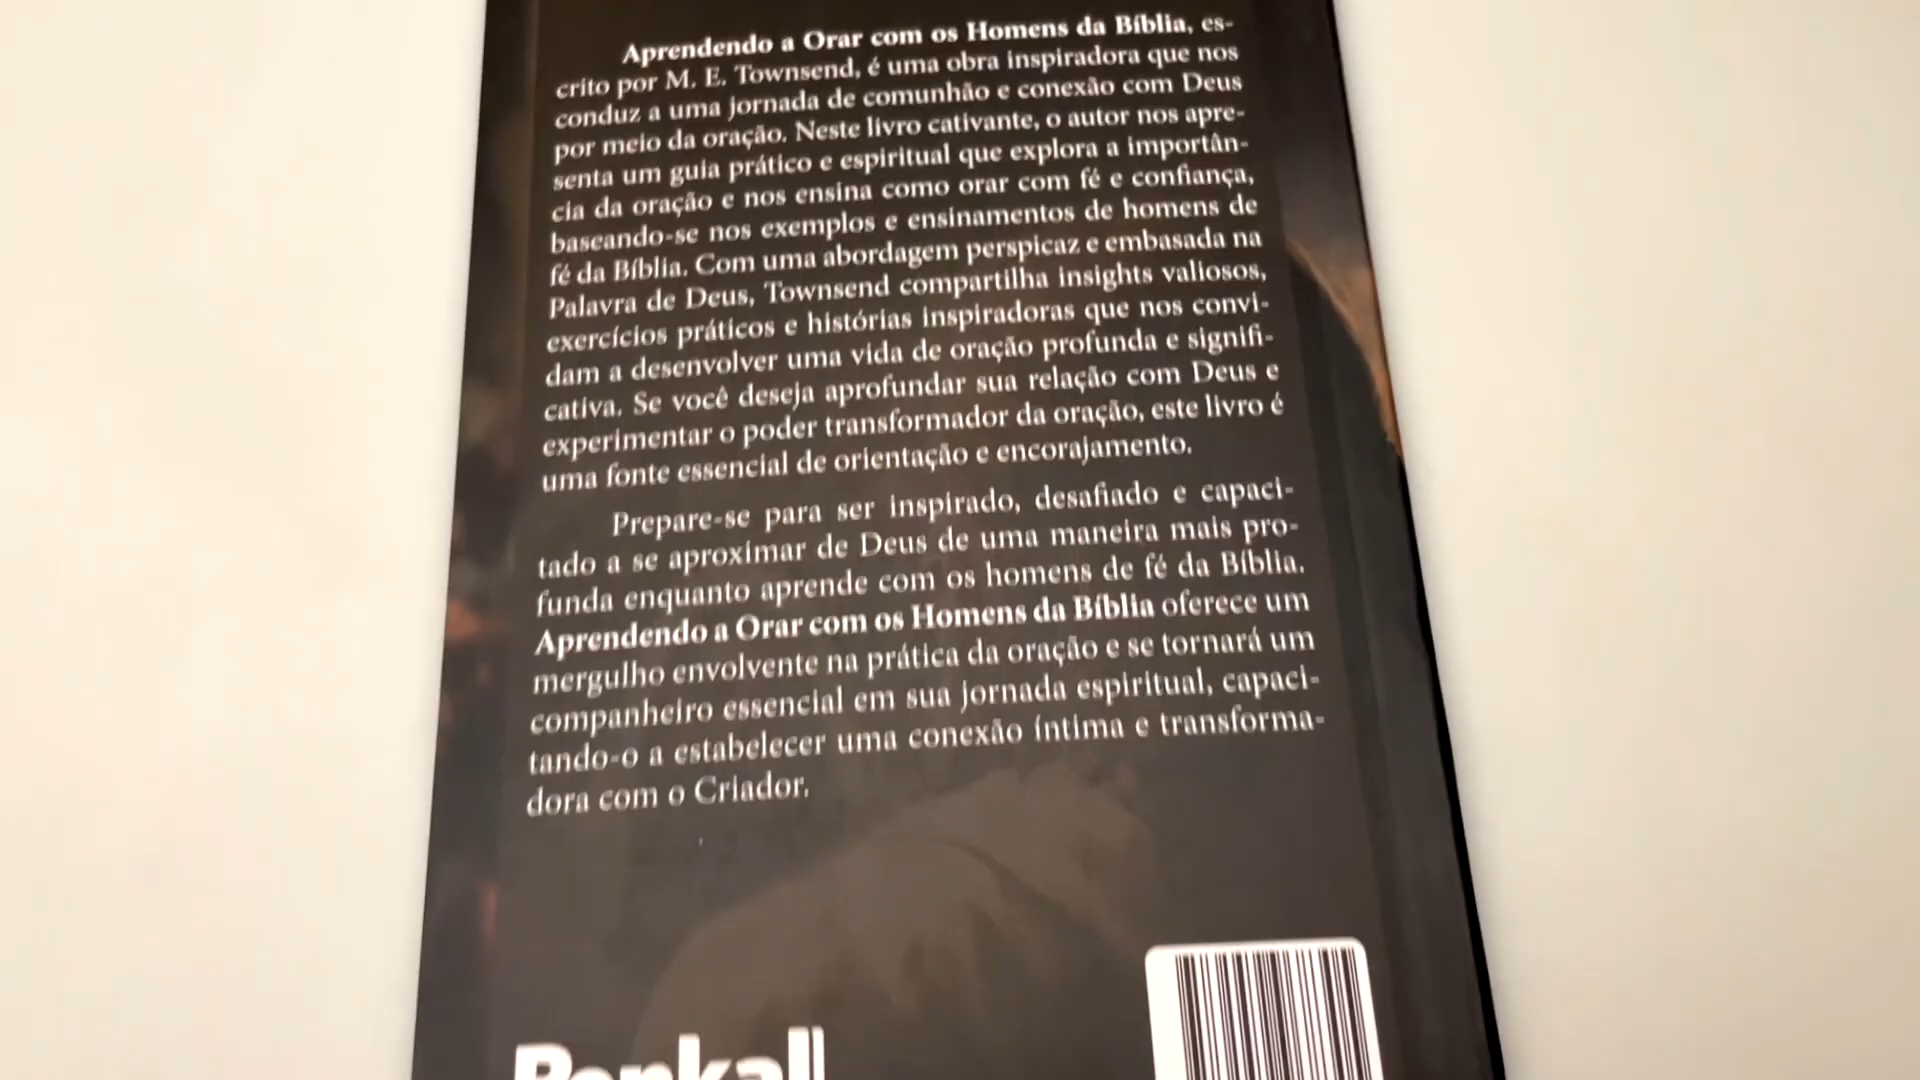 Aprendendo a Orar com os Homens da Bíblia, es-
crito por M. E. Townsend, é uma obra inspiradora que nos
conduz a uma jornada de comunhão e conexão com Deus
por meio da oração. Neste livro cativante, o autor nos apre-
senta um guia prático e espiritual que explora a importân-
cia da oração e nos ensina como orar com fé e confiança,
baseando-se nos exemplos e ensinamentos de homens de
fé da Bíblia. Com uma abordagem perspicaz e embasada na
Palavra de Deus, Townsend compartilha insights valiosos,
exercícios práticos e histórias inspiradoras que nos convi-
dam a desenvolver uma vida de oração profunda e signifi-
cativa. Se você deseja aprofundar sua relação com Deus e
experimentar o poder transformador da oração, este livro é
uma fonte essencial de orientação e encorajamento.
Prepare-se para ser inspirado, desafiado e capaci-
tado a se aproximar de Deus de uma maneira mais pro-
funda enquanto aprende com os homens de fé da Bíblia.
Aprendendo a Orar com os Homens da Bíblia oferece um
mergulho envolvente na prática da oração e se tornará um
companheiro essencial em sua jornada espiritual, capaci-
tando-o a estabelecer uma conexão íntima e transforma-
dora com o Criador.